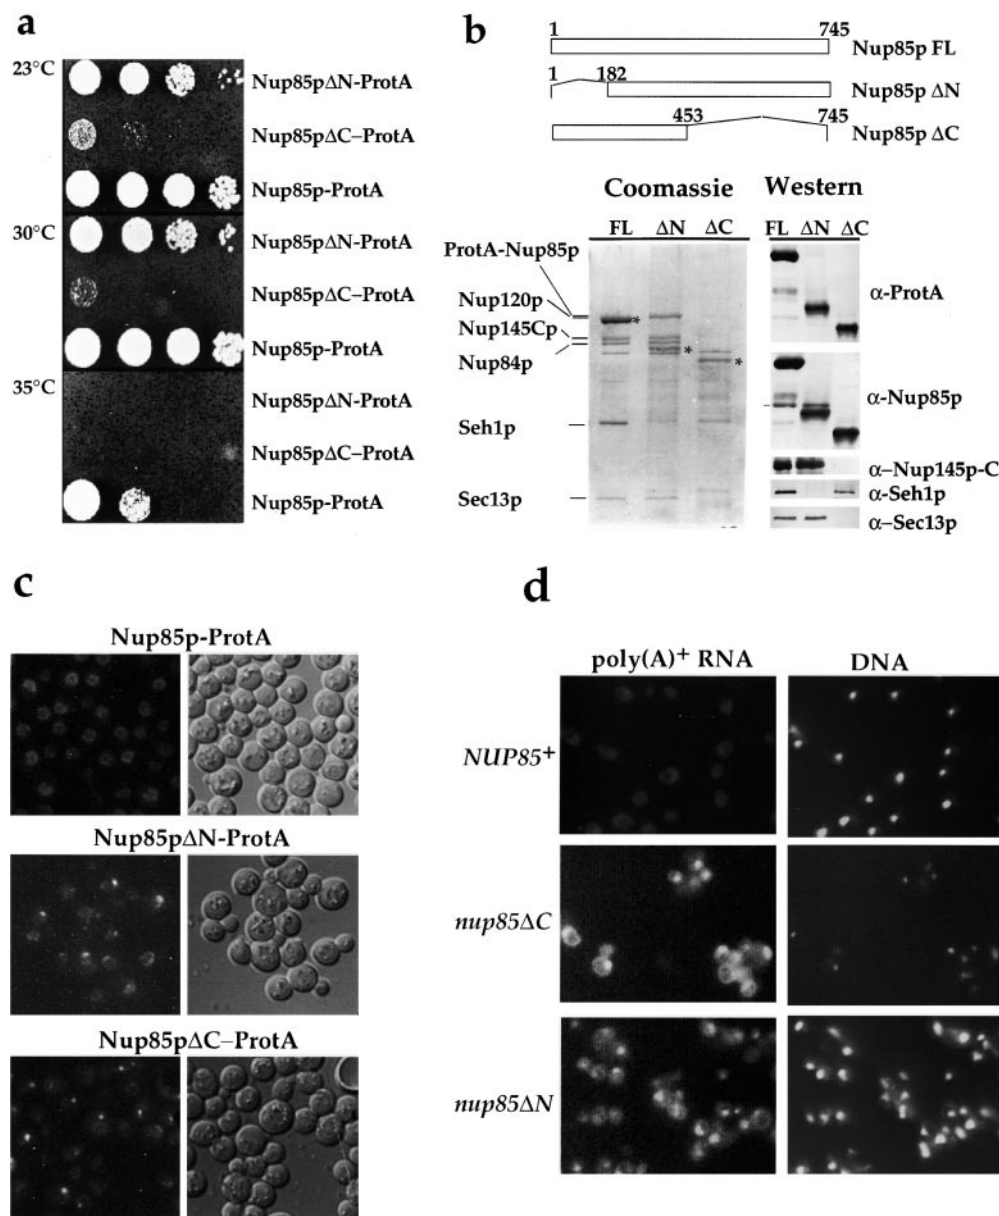 a
23°C
Nup85pΔN-ProtA
Nup85pΔC–ProtA
Nup85p-ProtA
30°C
Nup85pΔN-ProtA
Nup85pΔC–ProtA
Nup85p-ProtA
35°C
Nup85pΔN-ProtA
Nup85pΔC–ProtA
Nup85p-ProtA
b
1 745
Nup85p FL
1 182
Nup85p ΔN
453 745
Nup85p ΔC
Coomassie
FL ΔN ΔC
ProtA-Nup85p
Nup120p
Nup145Cp
Nup84p
Seh1p
Sec13p
*
*
*
Western
FL ΔN ΔC
α-ProtA
α-Nup85p
α–Nup145p-C
α-Seh1p
α–Sec13p
c
Nup85p-ProtA
Nup85pΔN-ProtA
Nup85pΔC–ProtA
d
poly(A)+ RNA DNA
NUP85+
nup85ΔC
nup85ΔN